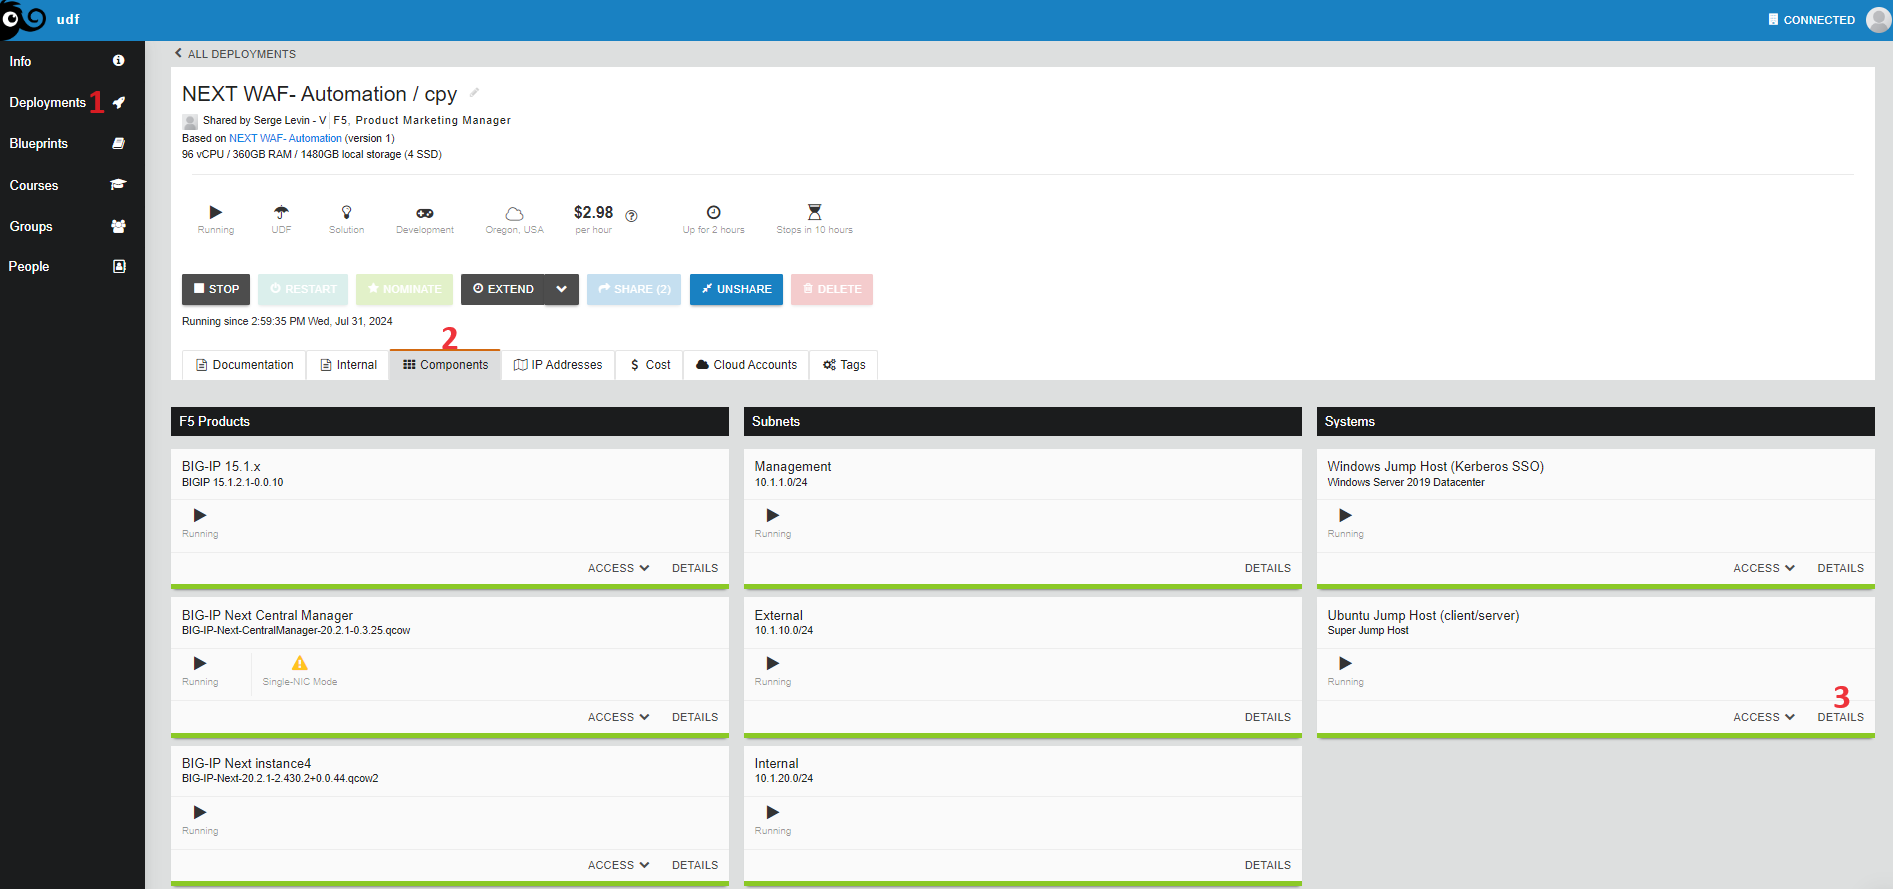 udf
CONNECTED
Info
Deployments 1
Blueprints
Courses
Groups
People
ALL DEPLOYMENTS
NEXT WAF- Automation / cpy
Shared by Serge Levin - V F5, Product Marketing Manager
Based on NEXT WAF- Automation (version 1)
96 vCPU / 360GB RAM / 1480GB local storage (4 SSD)
Running
UDF
Solution
Development
Oregon, USA
$2.98
per hour
Up for 2 hours
Stops in 10 hours
STOP
RESTART
NOMINATE
EXTEND
SHARE (2)
UNSHARE
DELETE
Running since 2:59:35 PM Wed, Jul 31, 2024
2
Documentation
Internal
Components
IP Addresses
$ Cost
Cloud Accounts
Tags
F5 Products
BIG-IP 15.1.x
BIGIP 15.1.2.1-0.0.10
Running
ACCESS DETAILS
BIG-IP Next Central Manager
BIG-IP-Next-CentralManager-20.2.1-0.3.25.qcow
Running
Single-NIC Mode
ACCESS DETAILS
BIG-IP Next instance4
BIG-IP-Next-20.2.1-2.430.2+0.0.44.qcow2
Running
ACCESS DETAILS
Subnets
Management
10.1.1.0/24
Running
DETAILS
External
10.1.10.0/24
Running
DETAILS
Internal
10.1.20.0/24
Running
DETAILS
Systems
Windows Jump Host (Kerberos SSO)
Windows Server 2019 Datacenter
Running
ACCESS DETAILS
Ubuntu Jump Host (client/server)
Super Jump Host
Running
3
ACCESS DETAILS